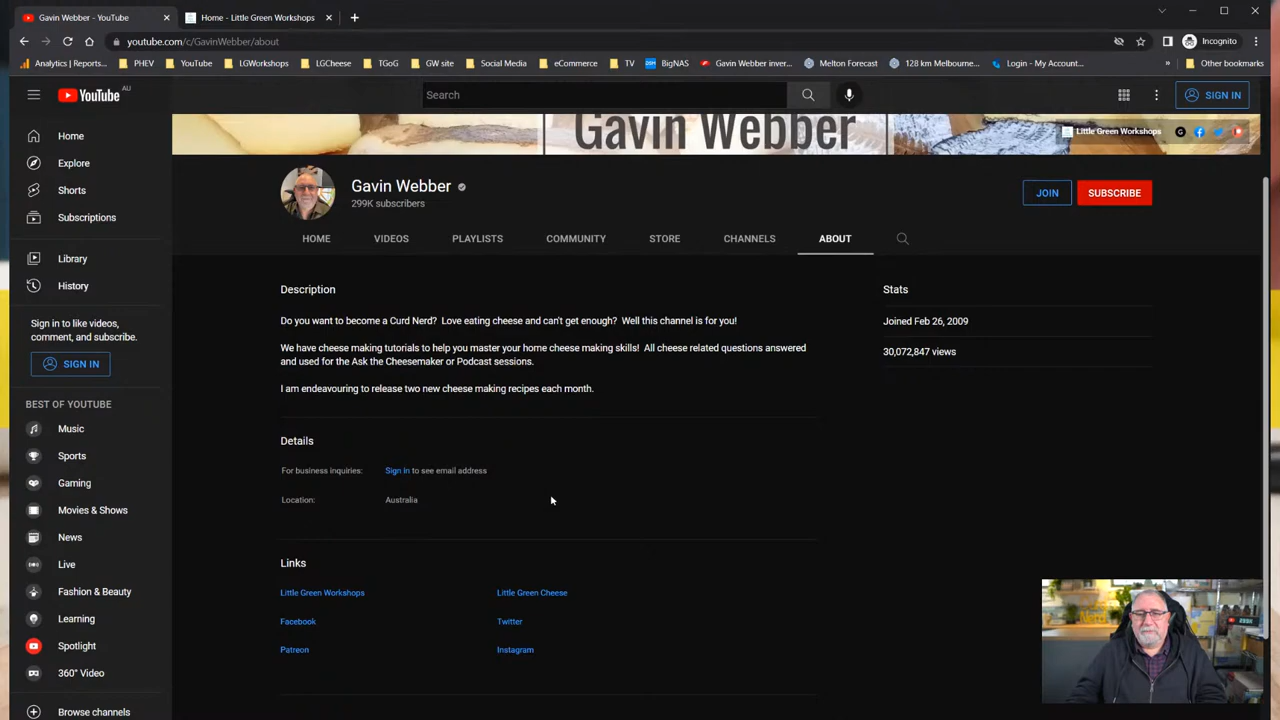 Gavin Webber - YouTube
Home - Little Green Workshops
youtube.com/c/GavinWebber/about
Incognito
Analytics | Reports...
PHEV
YouTube
LGWorkshops
LGCheese
TGoG
GW site
Social Media
eCommerce
TV
BigNAS
Gavin Webber inver...
Melton Forecast
128 km Melbourne...
Login - My Account...
»
Other bookmarks
YouTube AU
Search
SIGN IN
Gavin Webber
Little Green Workshops
Home
Explore
Shorts
Subscriptions
Library
History
Sign in to like videos,
comment, and subscribe.
SIGN IN
BEST OF YOUTUBE
Music
Sports
Gaming
Movies & Shows
News
Live
Fashion & Beauty
Learning
Spotlight
360° Video
Browse channels
Gavin Webber
299K subscribers
JOIN
SUBSCRIBE
HOME
VIDEOS
PLAYLISTS
COMMUNITY
STORE
CHANNELS
ABOUT
Description
Do you want to become a Curd Nerd? Love eating cheese and can't get enough? Well this channel is for you!
We have cheese making tutorials to help you master your home cheese making skills! All cheese related questions answered
and used for the Ask the Cheesemaker or Podcast sessions.
I am endeavouring to release two new cheese making recipes each month.
Details
For business inquiries: Sign in to see email address
Location: Australia
Links
Little Green Workshops
Little Green Cheese
Facebook
Twitter
Patreon
Instagram
Stats
Joined Feb 26, 2009
30,072,847 views